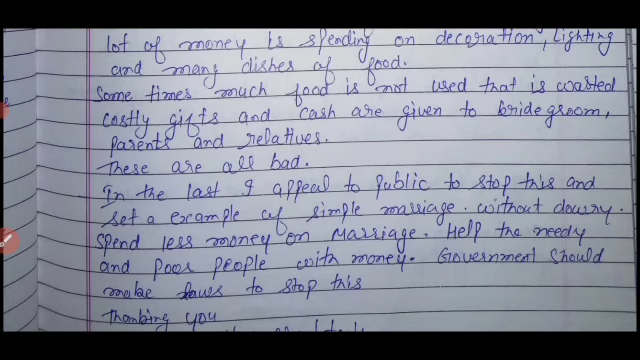 lot of money is spending on decoration, Lighting
and many dishes of food.
Some times much food is not used that is wasted
costly gifts and cash are given to bridegroom,
parents and relatives.
These are all bad.
In the last I appeal to public to stop this and
set a example of simple marriage. without dowry.
Spend less money on Marriage. Help the needy
and poor people with money. Government should
make laws to stop this
thanking you